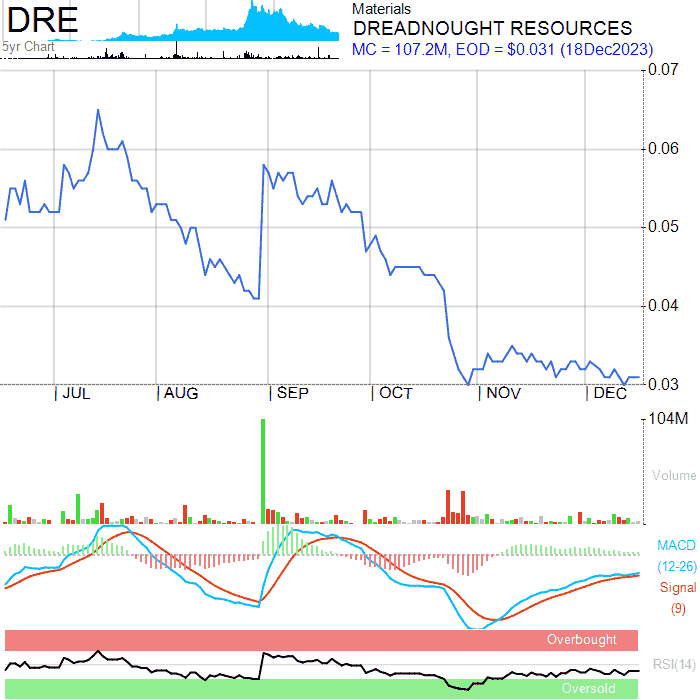 DRE
5yr Chart
Materials
DREADNOUGHT RESOURCES
MC = 107.2M, EOD = $0.031 (18Dec2023)
0.07
0.06
0.05
0.04
0.03
JUL AUG SEP OCT NOV DEC
104M
Volume
MACD
(12-26)
Signal
(9)
Overbought
RSI(14)
Oversold